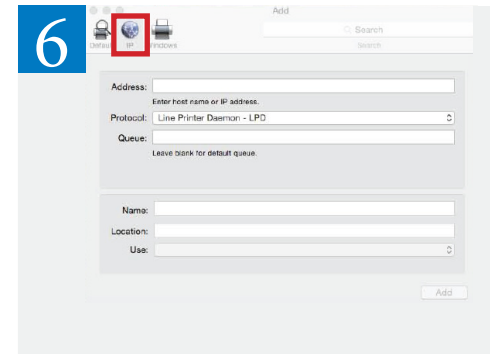 6
Add
Search
Default IP Windows
Search
Address:
Enter host name or IP address.
Protocol: Line Printer Daemon - LPD
Queue:
Leave blank for default queue.
Name:
Location:
Use:
Add